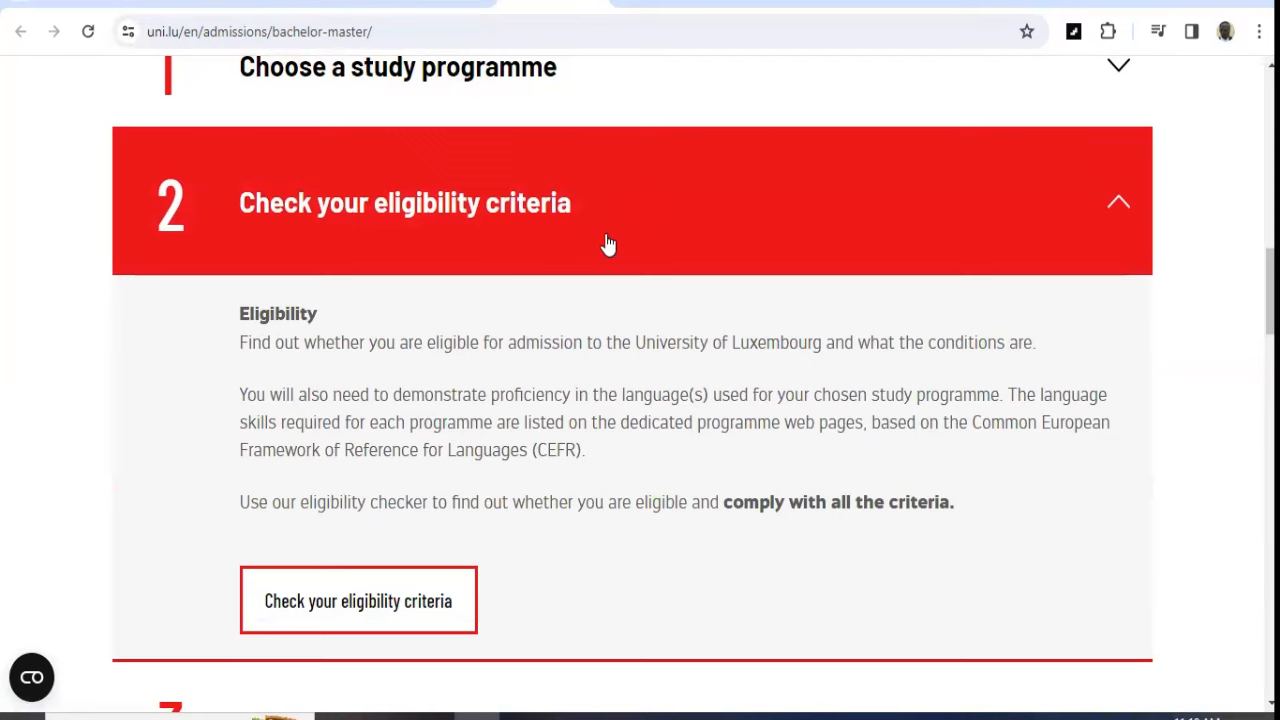 uni.lu/en/admissions/bachelor-master/
Choose a study programme
2
Check your eligibility criteria
Eligibility
Find out whether you are eligible for admission to the University of Luxembourg and what the conditions are.
You will also need to demonstrate proficiency in the language(s) used for your chosen study programme. The language
skills required for each programme are listed on the dedicated programme web pages, based on the Common European
Framework of Reference for Languages (CEFR).
Use our eligibility checker to find out whether you are eligible and comply with all the criteria.
Check your eligibility criteria